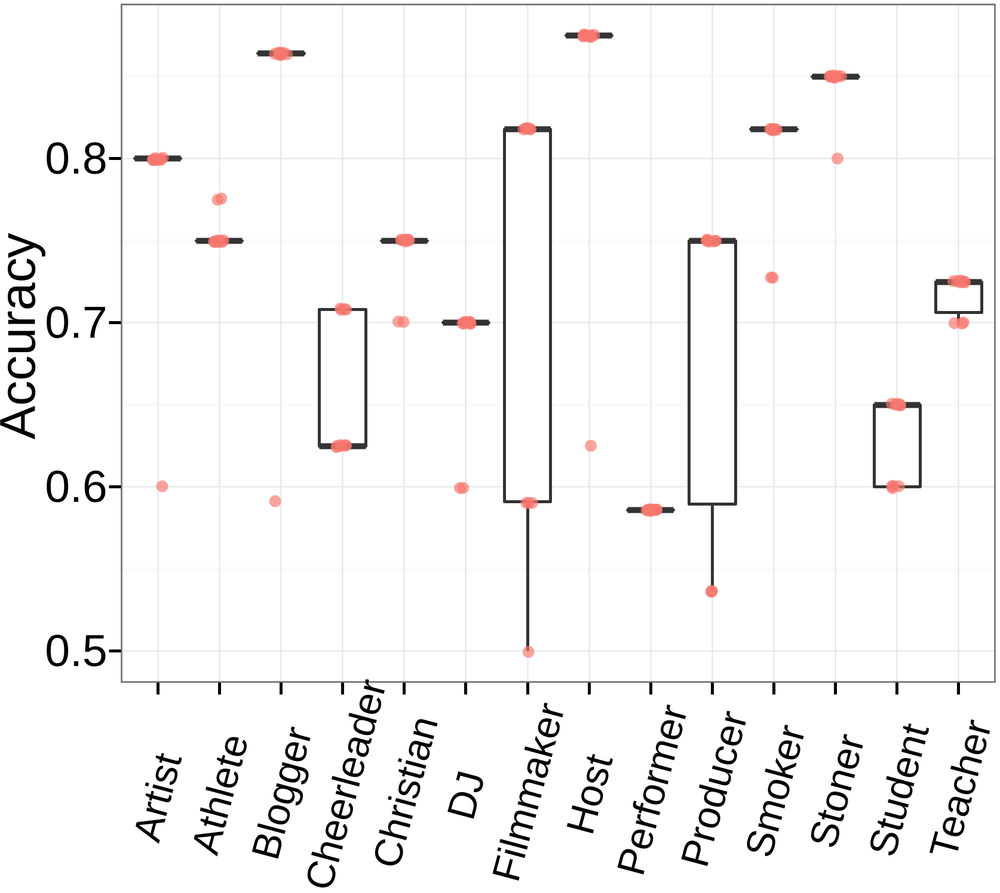 Accuracy
0.8
0.7
0.6
0.5
Artist
Athlete
Blogger
Cheerleader
Christian
DJ
Filmmaker
Host
Performer
Producer
Smoker
Stoner
Student
Teacher